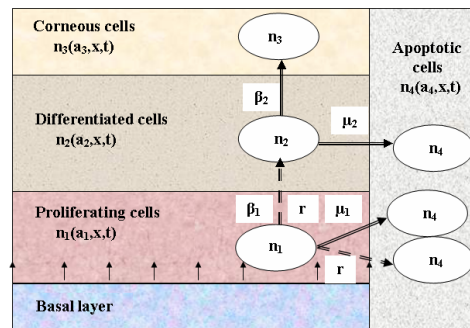 Corneous cells
n3(a3,x,t)
n3
Apoptotic
cells
n4(a4,x,t)
β2
Differentiated cells
n2(a2,x,t)
n2
μ2
n4
Proliferating cells
n1(a1,x,t)
β1
r
μ1
n1
n4
n4
r
Basal layer